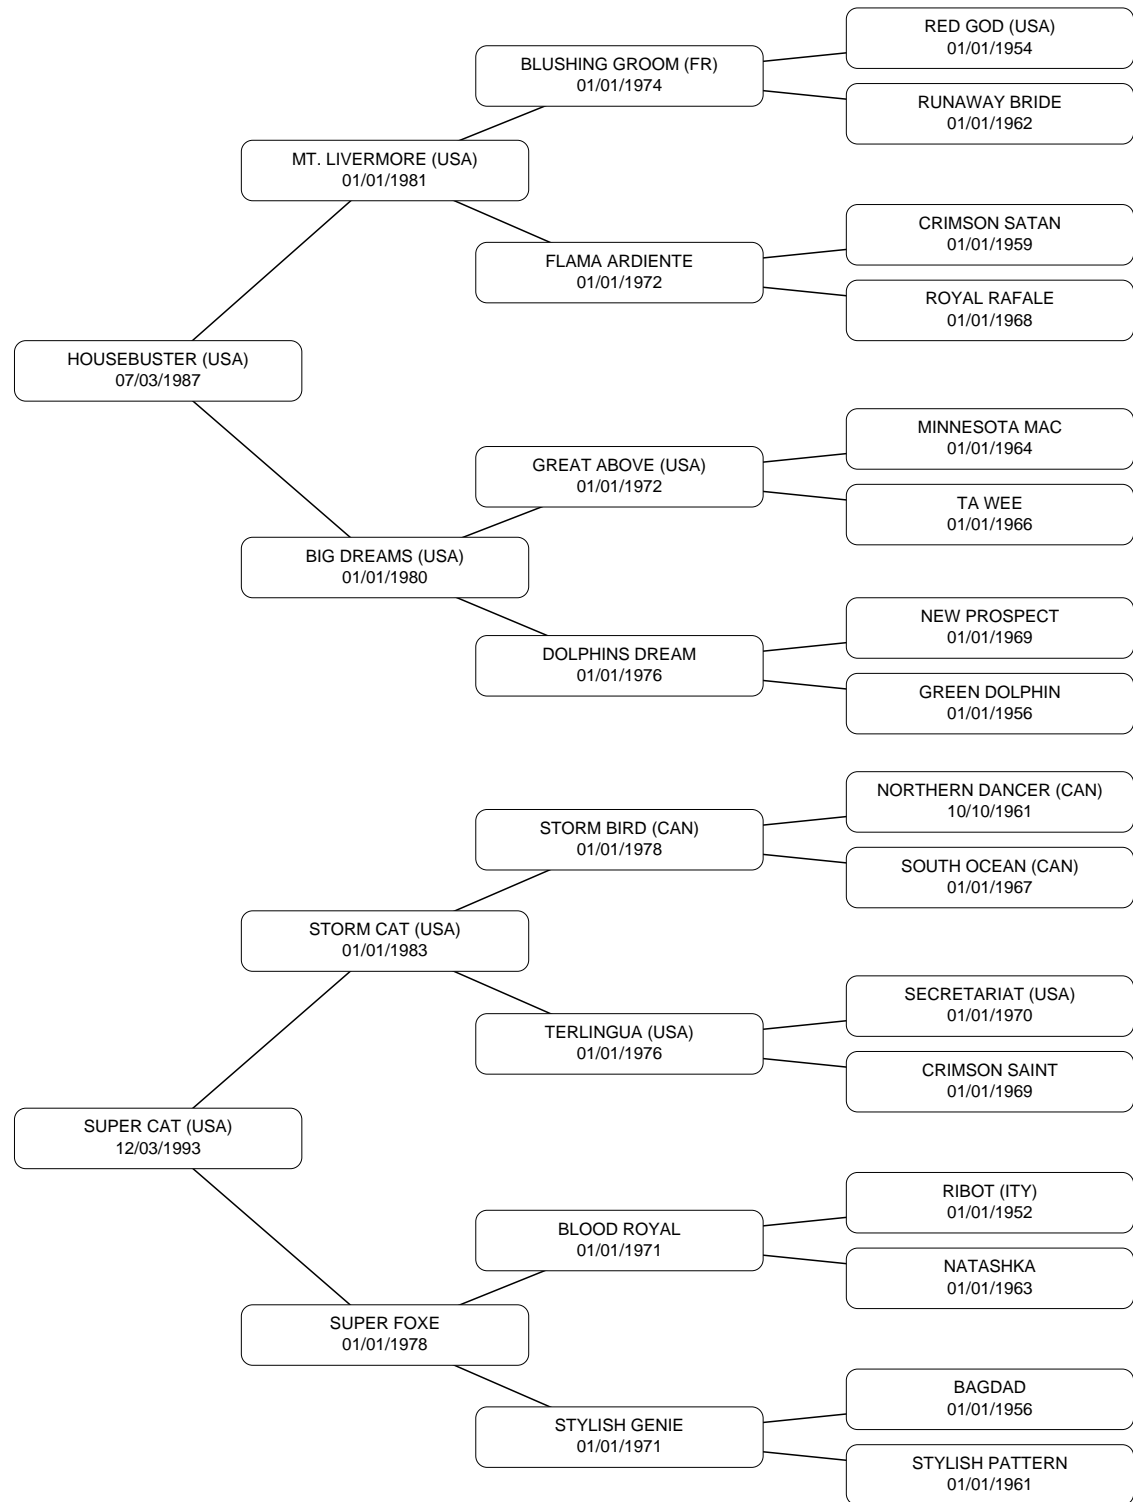 RED GOD (USA)
01/01/1954
BLUSHING GROOM (FR)
01/01/1974
RUNAWAY BRIDE
01/01/1962
MT. LIVERMORE (USA)
01/01/1981
CRIMSON SATAN
01/01/1959
FLAMA ARDIENTE
01/01/1972
ROYAL RAFALE
01/01/1968
HOUSEBUSTER (USA)
07/03/1987
MINNESOTA MAC
01/01/1964
GREAT ABOVE (USA)
01/01/1972
TA WEE
01/01/1966
BIG DREAMS (USA)
01/01/1980
NEW PROSPECT
01/01/1969
DOLPHINS DREAM
01/01/1976
GREEN DOLPHIN
01/01/1956
NORTHERN DANCER (CAN)
10/10/1961
STORM BIRD (CAN)
01/01/1978
SOUTH OCEAN (CAN)
01/01/1967
STORM CAT (USA)
01/01/1983
SECRETARIAT (USA)
01/01/1970
TERLINGUA (USA)
01/01/1976
CRIMSON SAINT
01/01/1969
SUPER CAT (USA)
12/03/1993
RIBOT (ITY)
01/01/1952
BLOOD ROYAL
01/01/1971
NATASHKA
01/01/1963
SUPER FOXE
01/01/1978
BAGDAD
01/01/1956
STYLISH GENIE
01/01/1971
STYLISH PATTERN
01/01/1961